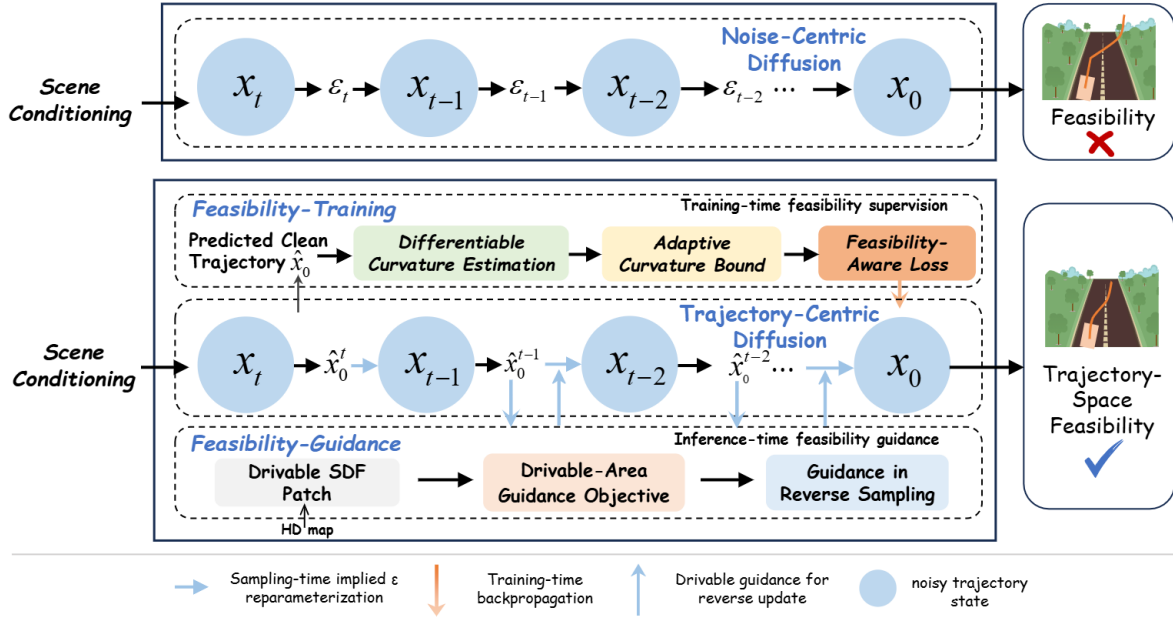 Noise-Centric
Diffusion
Scene
Conditioning
x_t
ε_t
x_{t-1}
ε_{t-1}
x_{t-2}
ε_{t-2} ...
x_0
Feasibility
Feasibility-Training
Training-time feasibility supervision
Predicted Clean
Trajectory x̂_0
Differentiable
Curvature Estimation
Adaptive
Curvature Bound
Feasibility-
Aware Loss
Trajectory-Centric
Diffusion
Scene
Conditioning
x_t
x̂_0^t
x_{t-1}
x̂_0^{t-1}
x_{t-2}
x̂_0^{t-2} ...
x_0
Trajectory-
Space
Feasibility
Feasibility-Guidance
Inference-time feasibility guidance
Drivable SDF
Patch
Drivable-Area
Guidance Objective
Guidance in
Reverse Sampling
HD map
Sampling-time implied ε
reparameterization
Training-time
backpropagation
Drivable guidance for
reverse update
noisy trajectory
state